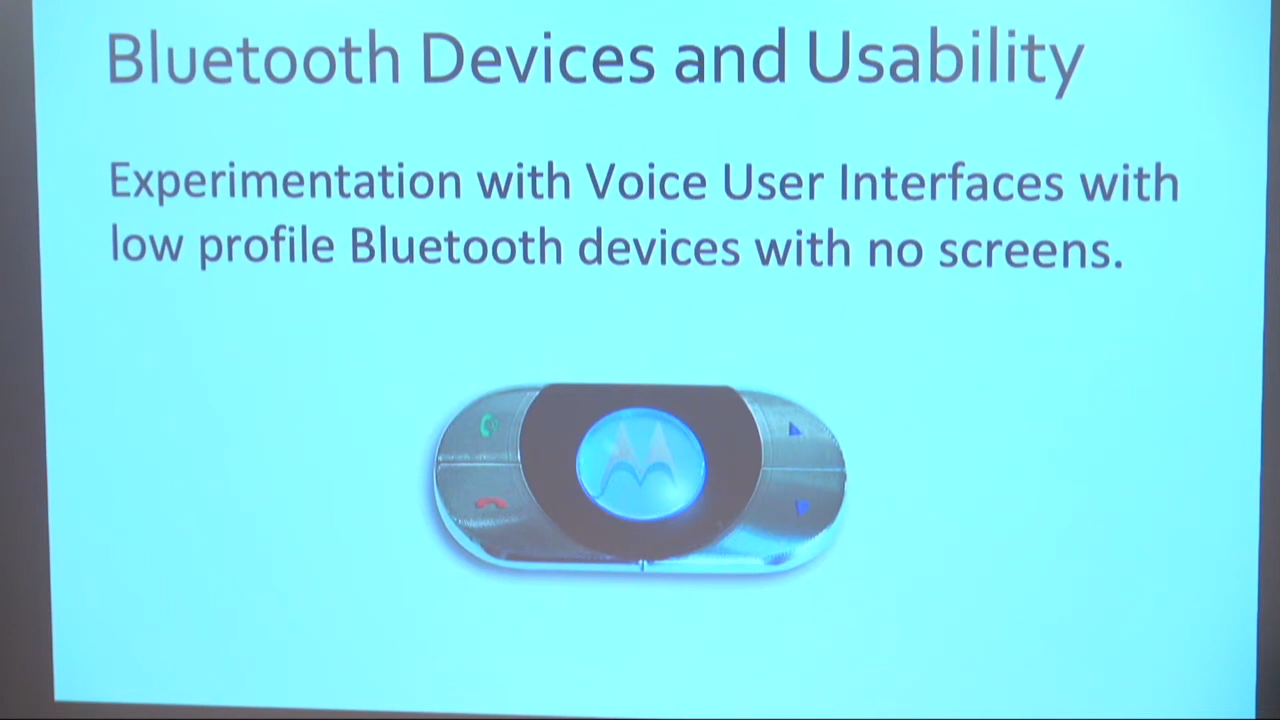 Bluetooth Devices and Usability
Experimentation with Voice User Interfaces with
low profile Bluetooth devices with no screens.